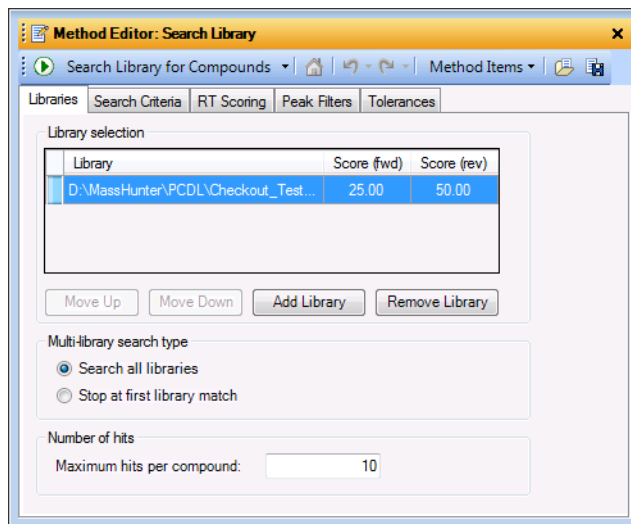 Method Editor: Search Library
Search Library for Compounds
Method Items
Libraries Search Criteria RT Scoring Peak Filters Tolerances
Library selection
Library Score (fwd) Score (rev)
D:\MassHunter\PCDL\Checkout_Test... 25.00 50.00
Move Up Move Down Add Library Remove Library
Multi-library search type
Search all libraries
Stop at first library match
Number of hits
Maximum hits per compound: 10